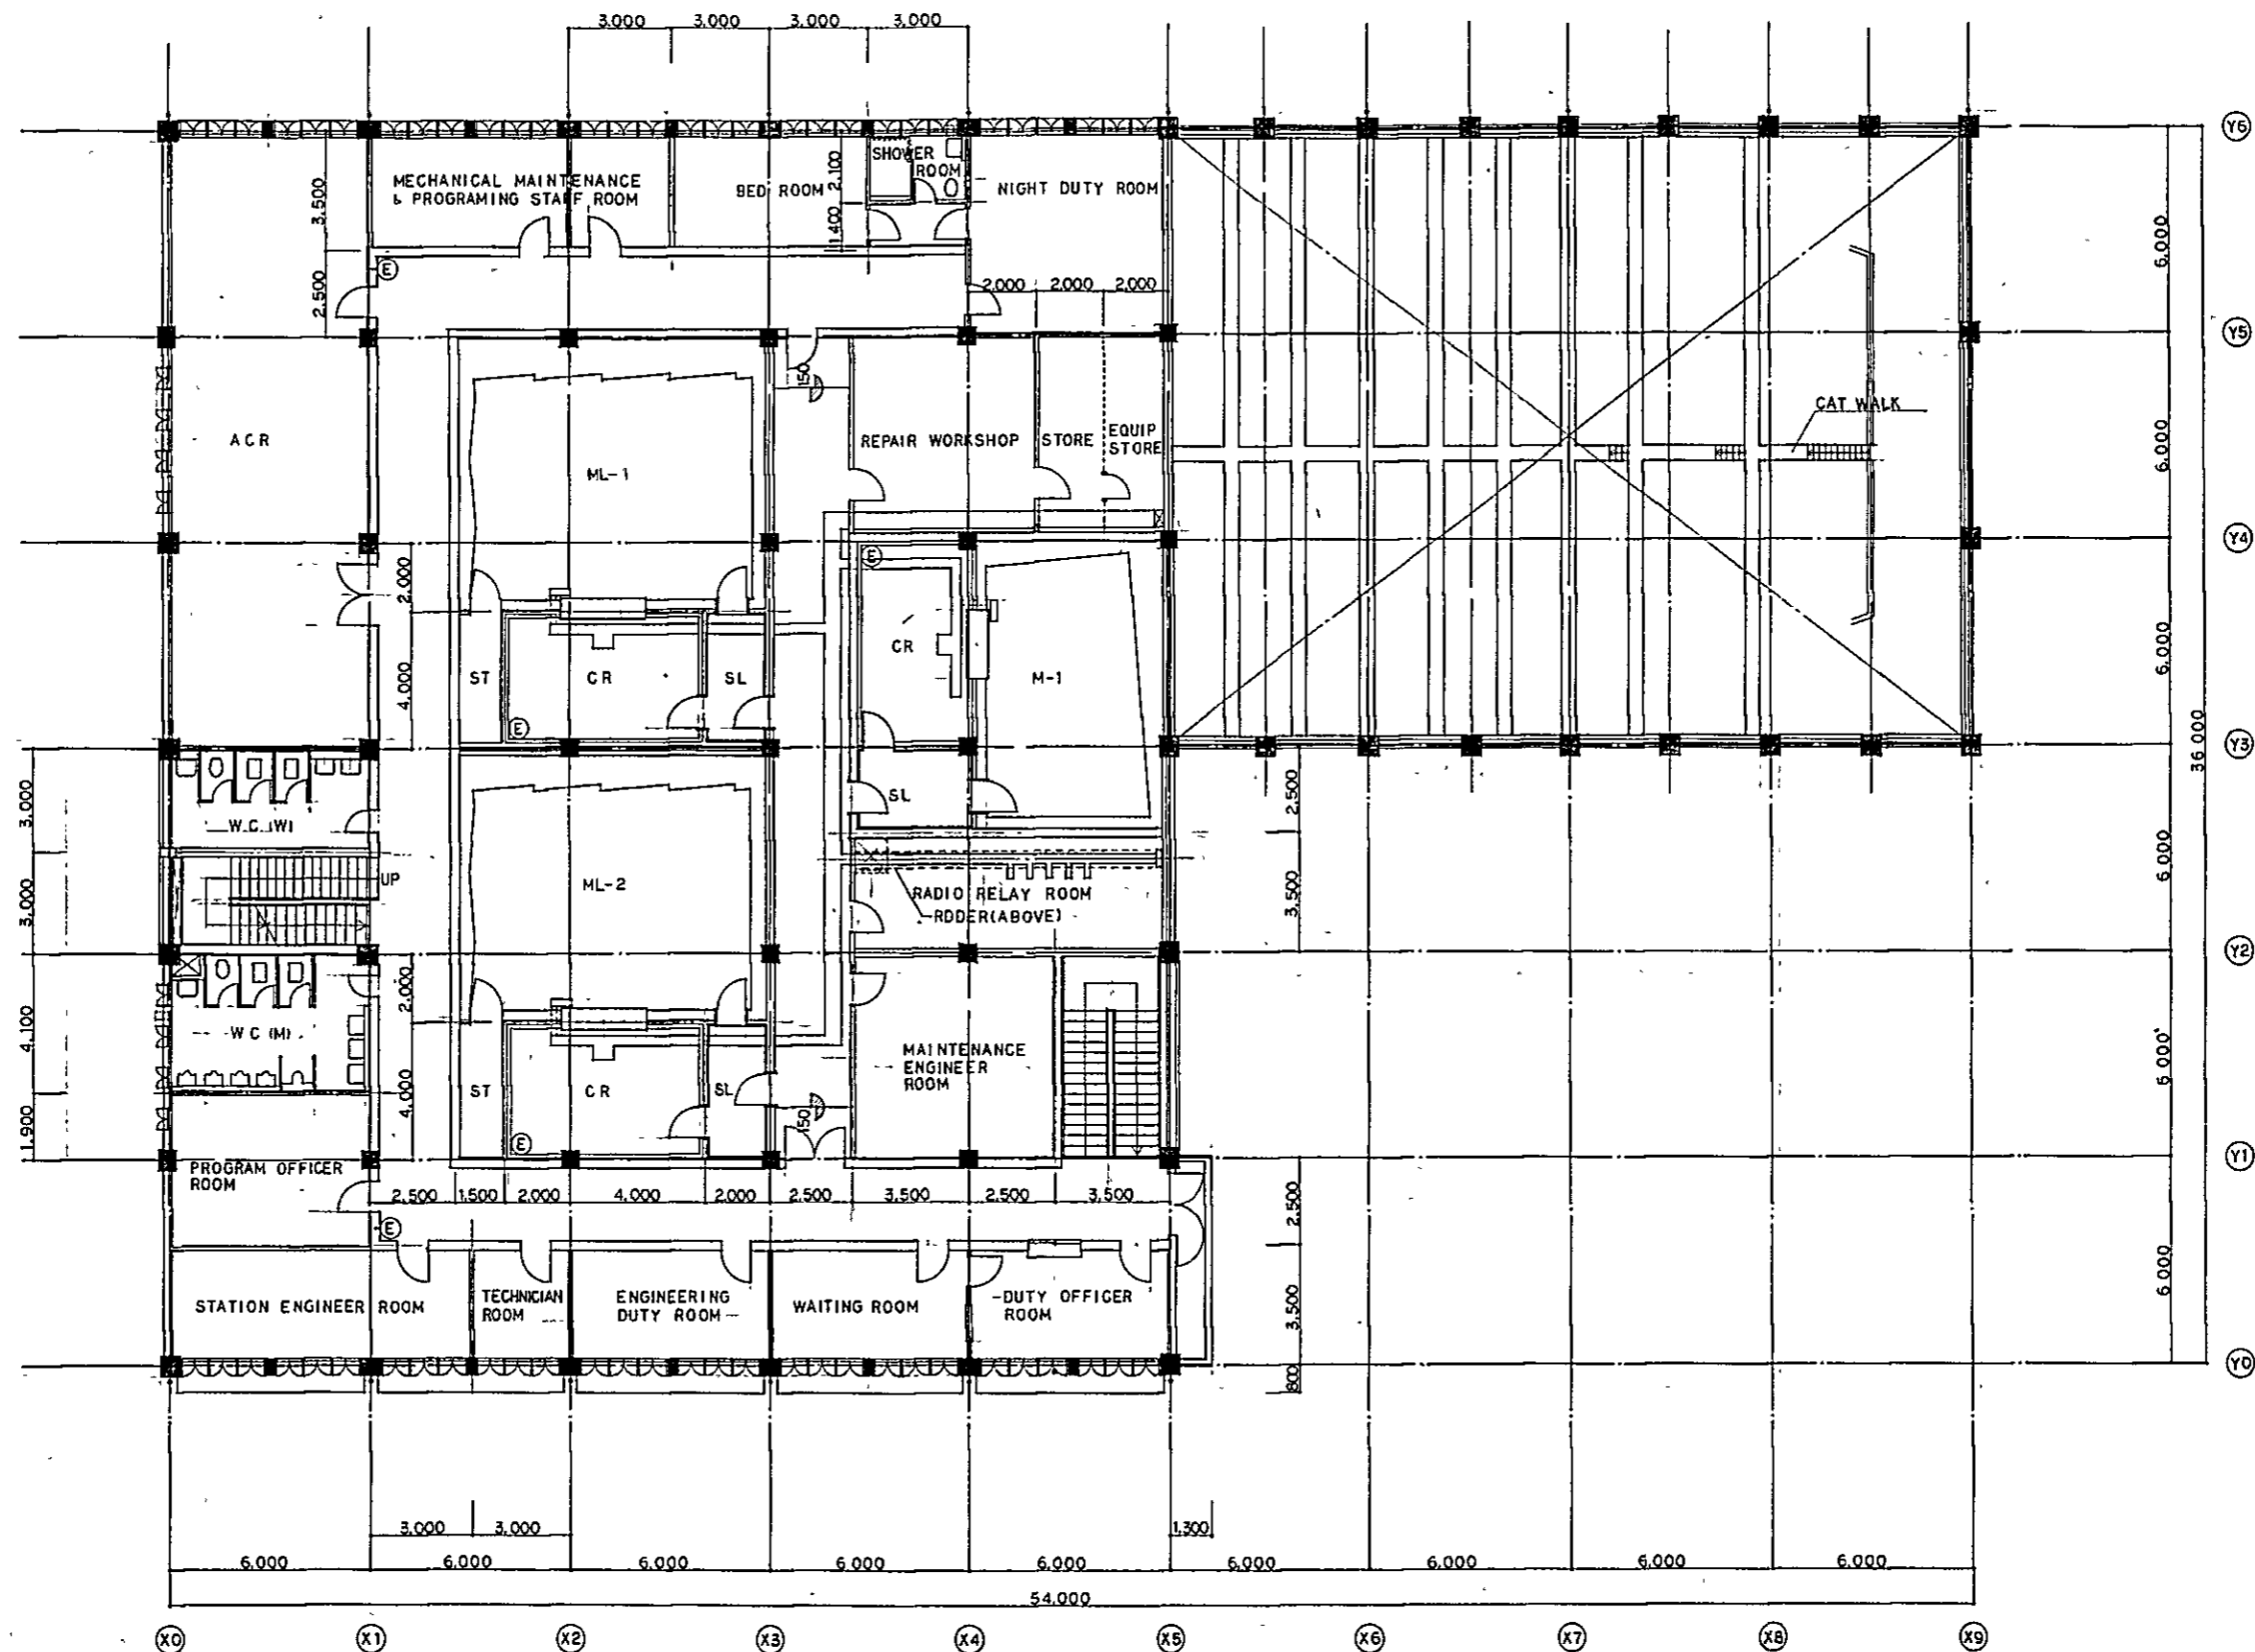 3,000 3,000 3,000 3,000
Y6
SHOWER
ROOM
MECHANICAL MAINTENANCE
& PROGRAMING STAFF ROOM
BED ROOM
NIGHT DUTY ROOM
3,500
2,100
1,400
6,000
E
2,500
2,000 2,000 2,000
Y5
150
CAT WALK
ACR
REPAIR WORKSHOP
STORE
EQUIP
STORE
6,000
ML-1
Y4
E
2,000
CR
6,000
ST
CR
SL
M-1
4,000
E
Y3
36 000
3,000
2,500
SL
W.C.(W)
6,000
UP
ML-2
RADIO RELAY ROOM
RDDER(ABOVE)
3,000
3,500
Y2
2,000
W C (M)
4,100
MAINTENANCE
ENGINEER
ROOM
6,000
ST
CR
SL
4,000
150
1,900
E
Y1
PROGRAM OFFICER
ROOM
2,500 1,500 2,000 4,000 2,000 2,500 3,500 2,500 3,500
2,500
E
6 000
STATION ENGINEER ROOM
TECHNICIAN
ROOM
ENGINEERING
DUTY ROOM
WAITING ROOM
DUTY OFFICER
ROOM
3,500
Y0
800
3,000 3,000
1,300
6,000 6,000 6,000 6,000 6,000 6,000 6,000 6,000 6,000
54,000
X0 X1 X2 X3 X4 X5 X6 X7 X8 X9